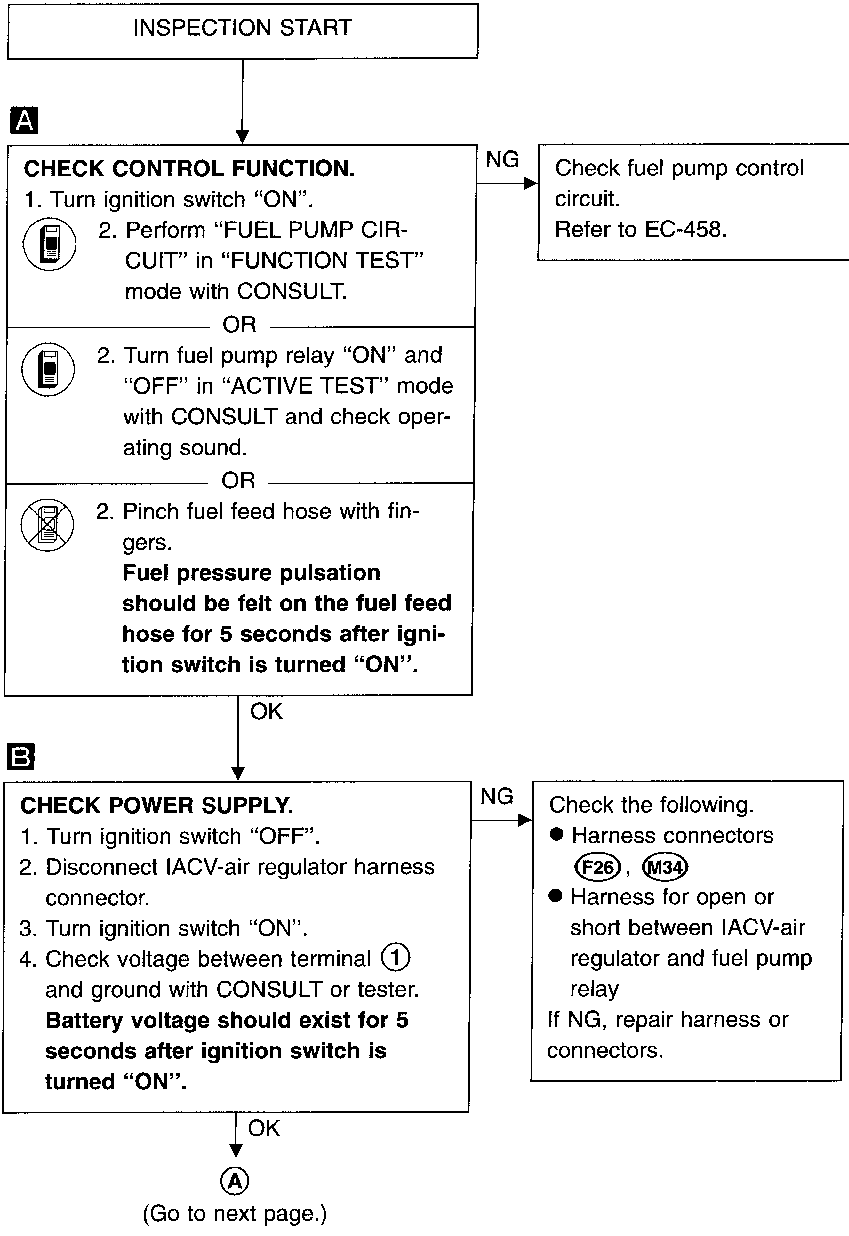 INSPECTION START
A
CHECK CONTROL FUNCTION.
1. Turn ignition switch “ON”.
2. Perform “FUEL PUMP CIR-
CUIT” in “FUNCTION TEST”
mode with CONSULT.
OR
2. Turn fuel pump relay “ON” and
“OFF” in “ACTIVE TEST” mode
with CONSULT and check oper-
ating sound.
OR
2. Pinch fuel feed hose with fin-
gers.
Fuel pressure pulsation
should be felt on the fuel feed
hose for 5 seconds after igni-
tion switch is turned “ON”.
NG
Check fuel pump control
circuit.
Refer to EC-458.
OK
B
CHECK POWER SUPPLY.
1. Turn ignition switch “OFF”.
2. Disconnect IACV-air regulator harness
connector.
3. Turn ignition switch “ON”.
4. Check voltage between terminal ①
and ground with CONSULT or tester.
Battery voltage should exist for 5
seconds after ignition switch is
turned “ON”.
NG
Check the following.
● Harness connectors
F26, M34
● Harness for open or
short between IACV-air
regulator and fuel pump
relay
If NG, repair harness or
connectors.
OK
Ⓐ
(Go to next page.)